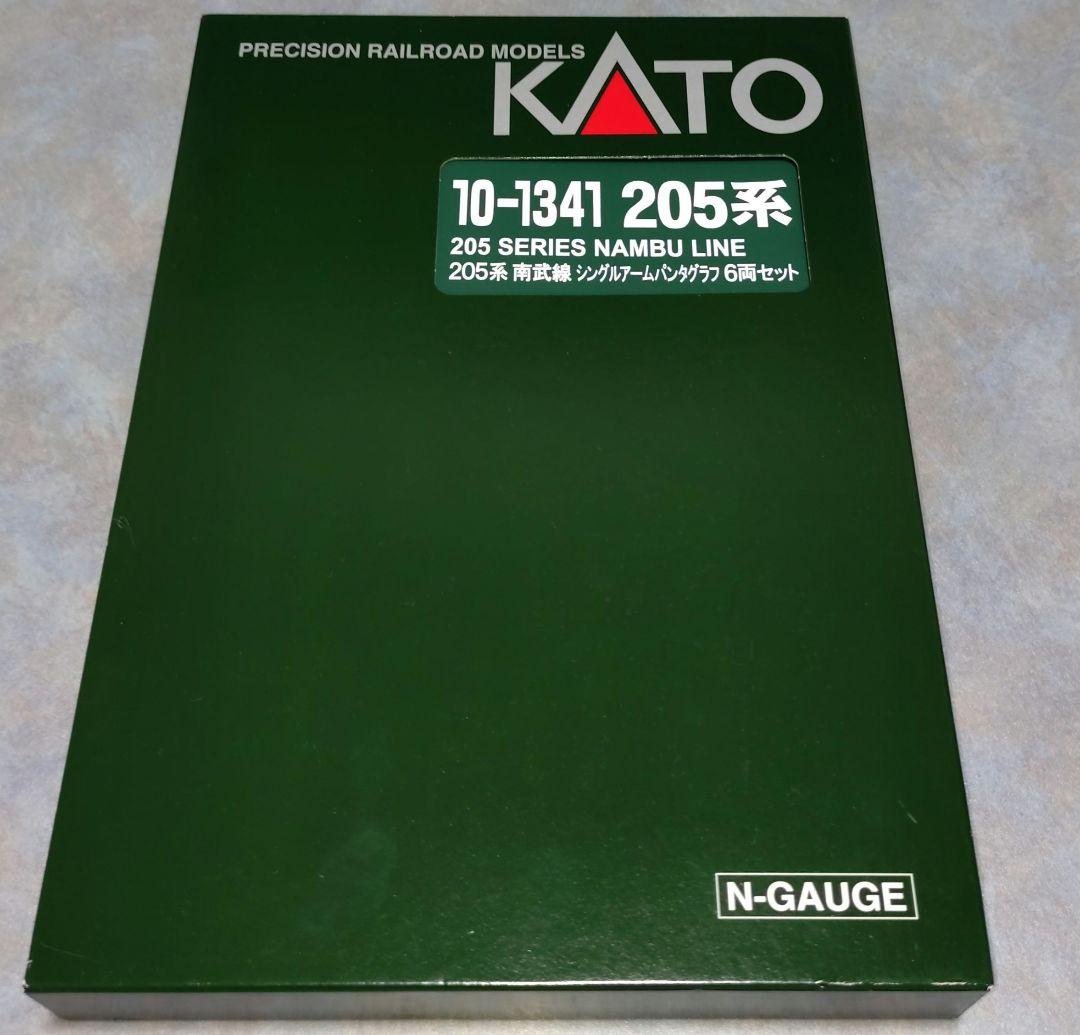 PRECISION RAILROAD MODELS
KATO
10-1341 205系
205 SERIES NAMBU LINE
205系 南武線 シングルアームパンタグラフ 6両セット
N-GAUGE